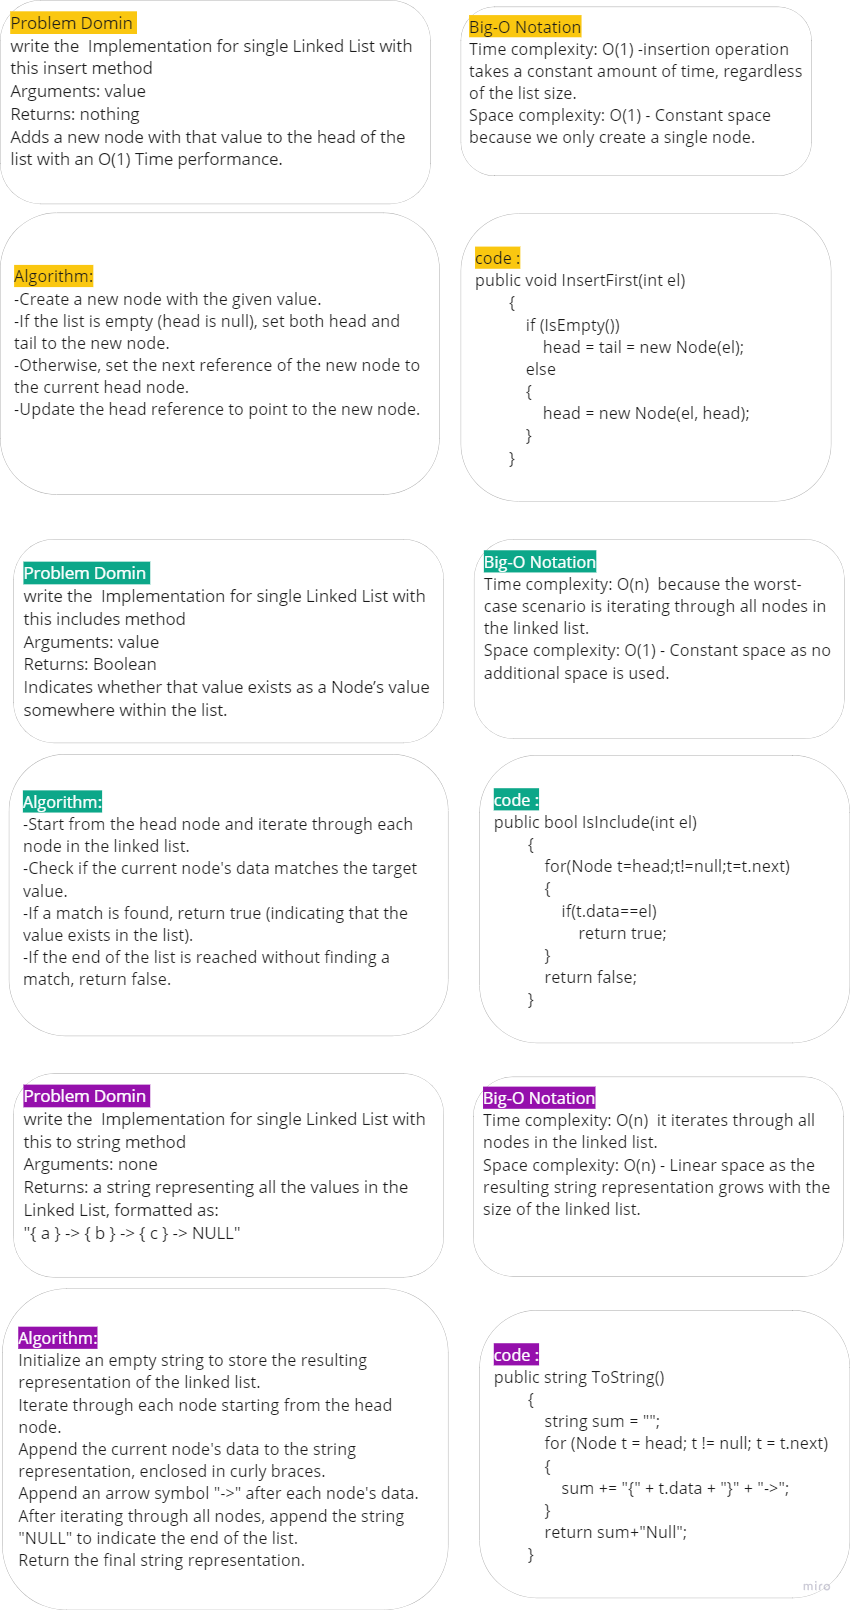 Problem Domin
write the  Implementation for single Linked List with
this insert method
Arguments: value
Returns: nothing
Adds a new node with that value to the head of the
list with an O(1) Time performance.
Big-O Notation
Time complexity: O(1) -insertion operation
takes a constant amount of time, regardless
of the list size.
Space complexity: O(1) - Constant space
because we only create a single node.
Algorithm:
-Create a new node with the given value.
-If the list is empty (head is null), set both head and
tail to the new node.
-Otherwise, set the next reference of the new node to
the current head node.
-Update the head reference to point to the new node.
code :
public void InsertFirst(int el)
{
if (IsEmpty())
head = tail = new Node(el);
else
{
head = new Node(el, head);
}
}
Problem Domin
write the  Implementation for single Linked List with
this includes method
Arguments: value
Returns: Boolean
Indicates whether that value exists as a Node’s value
somewhere within the list.
Big-O Notation
Time complexity: O(n)  because the worst-
case scenario is iterating through all nodes in
the linked list.
Space complexity: O(1) - Constant space as no
additional space is used.
Algorithm:
-Start from the head node and iterate through each
node in the linked list.
-Check if the current node's data matches the target
value.
-If a match is found, return true (indicating that the
value exists in the list).
-If the end of the list is reached without finding a
match, return false.
code :
public bool IsInclude(int el)
{
for(Node t=head;t!=null;t=t.next)
{
if(t.data==el)
return true;
}
return false;
}
Problem Domin
write the  Implementation for single Linked List with
this to string method
Arguments: none
Returns: a string representing all the values in the
Linked List, formatted as:
"{ a } -> { b } -> { c } -> NULL"
Big-O Notation
Time complexity: O(n)  it iterates through all
nodes in the linked list.
Space complexity: O(n) - Linear space as the
resulting string representation grows with the
size of the linked list.
Algorithm:
Initialize an empty string to store the resulting
representation of the linked list.
Iterate through each node starting from the head
node.
Append the current node's data to the string
representation, enclosed in curly braces.
Append an arrow symbol "->" after each node's data.
After iterating through all nodes, append the string
"NULL" to indicate the end of the list.
Return the final string representation.
code :
public string ToString()
{
string sum = "";
for (Node t = head; t != null; t = t.next)
{
sum += "{" + t.data + "}" + "->";
}
return sum+"Null";
}
miro